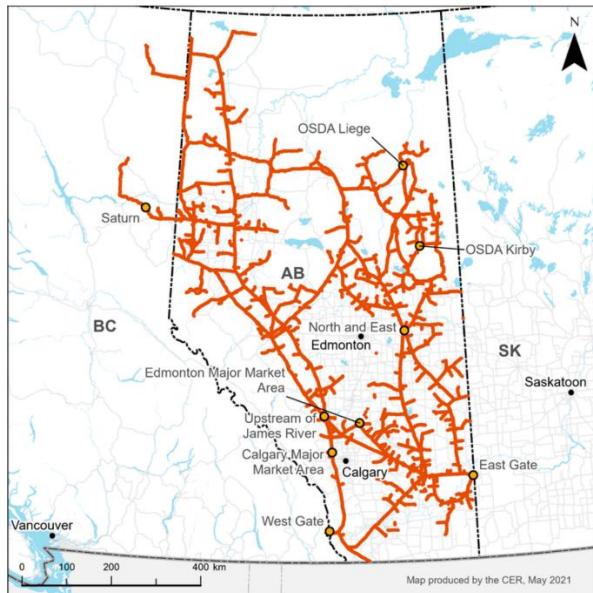 N
OSDA Liege
Saturn
OSDA Kirby
AB
BC
North and East
Edmonton
SK
Edmonton Major Market
Area
Saskatoon
Upstream of
James River
Calgary Major
Market Area
Calgary
East Gate
West Gate
Vancouver
0 100 200 400 km
Map produced by the CER, May 2021